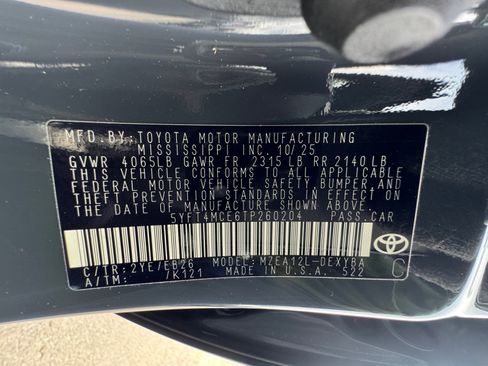 MFD. BY: TOYOTA MOTOR MANUFACTURING
MISSISSIPPI INC. 10/25
GVWR 4065LB, GAWR FR. 2315 LB RR. 2140 LB.
THIS VEHICLE CONFORMS TO ALL APPLICABLE
FEDERAL MOTOR VEHICLE SAFETY, BUMPER, AND
THEFT PREVENTION STANDARDS IN EFFECT ON
THE DATE OF MANUFACTURE SHOWN ABOVE.
5YFT4MCE6TP260204 PASS. CAR
C/TR: 2YE/EB26 MODEL: MZEA12L-DEXYBA
A/TM: /K121 MADE IN U.S.A. 522
C